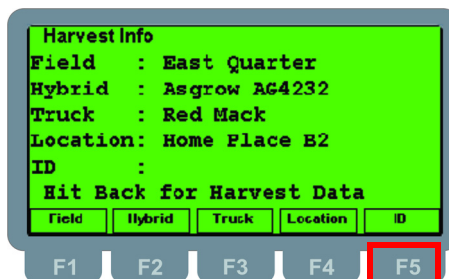 Harvest Info
Field : East Quarter
Hybrid : Asgrow AG4232
Truck : Red Mack
Location: Home Place B2
ID :
Hit Back for Harvest Data
Field Hybrid Truck Location ID
F1 F2 F3 F4 F5